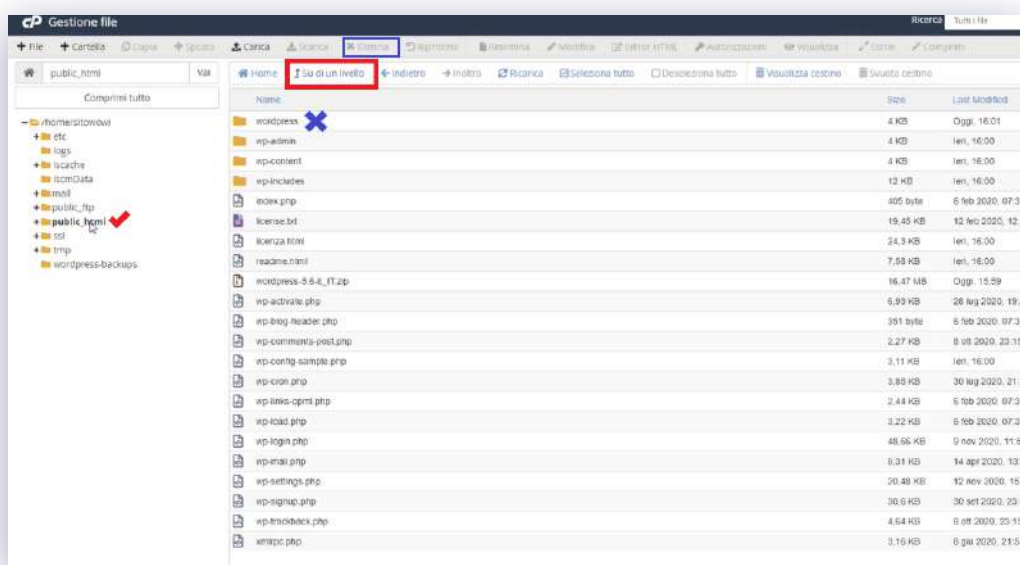 cP Gestione file
Ricerca Tutti i file
+ File + Cartella Copia + Sposta Carica Scarica Elimina Ripristina Rinomina Modifica Editor HTML Autorizzazioni Visualizza Estrai Comprimi
public_html Vai Home Su di un livello Indietro Inoltro Ricarica Seleziona tutto Deseleziona tutto Visualizza cestino Svuota cestino
Comprimi tutto
Name Size Last Modified
/home/sitowowi
etc
logs
lscache
lscmData
mail
public_ftp
public_html
ssl
tmp
wordpress-backups
wordpress 4 KB Oggi, 16:01
wp-admin 4 KB Ieri, 16:00
wp-content 4 KB Ieri, 16:00
wp-includes 12 KB Ieri, 16:00
index.php 405 byte 6 feb 2020, 07:3
license.txt 19,45 KB 12 feb 2020, 12:
licenza.html 24,3 KB Ieri, 16:00
readme.html 7,58 KB Ieri, 16:00
16,47 MB Oggi, 15:59
wp-activate.php 6,93 KB 28 lug 2020, 19:
wp-blog-header.php 351 byte 6 feb 2020, 07:3
wp-comments-post.php 2,27 KB 8 ott 2020, 23:15
wp-config-sample.php 3,11 KB Ieri, 16:00
wp-cron.php 3,88 KB 30 lug 2020, 21:
wp-links-opml.php 2,44 KB 6 feb 2020, 07:3
wp-load.php 3,22 KB 6 feb 2020, 07:3
wp-login.php 48,66 KB 9 nov 2020, 11:5
wp-mail.php 8,31 KB 14 apr 2020, 13:
wp-settings.php 20,48 KB 12 nov 2020, 15
wp-signup.php 30,6 KB 30 set 2020, 23:
wp-trackback.php 4,64 KB 8 ott 2020, 23:15
xmlrpc.php 3,16 KB 8 giu 2020, 21:5